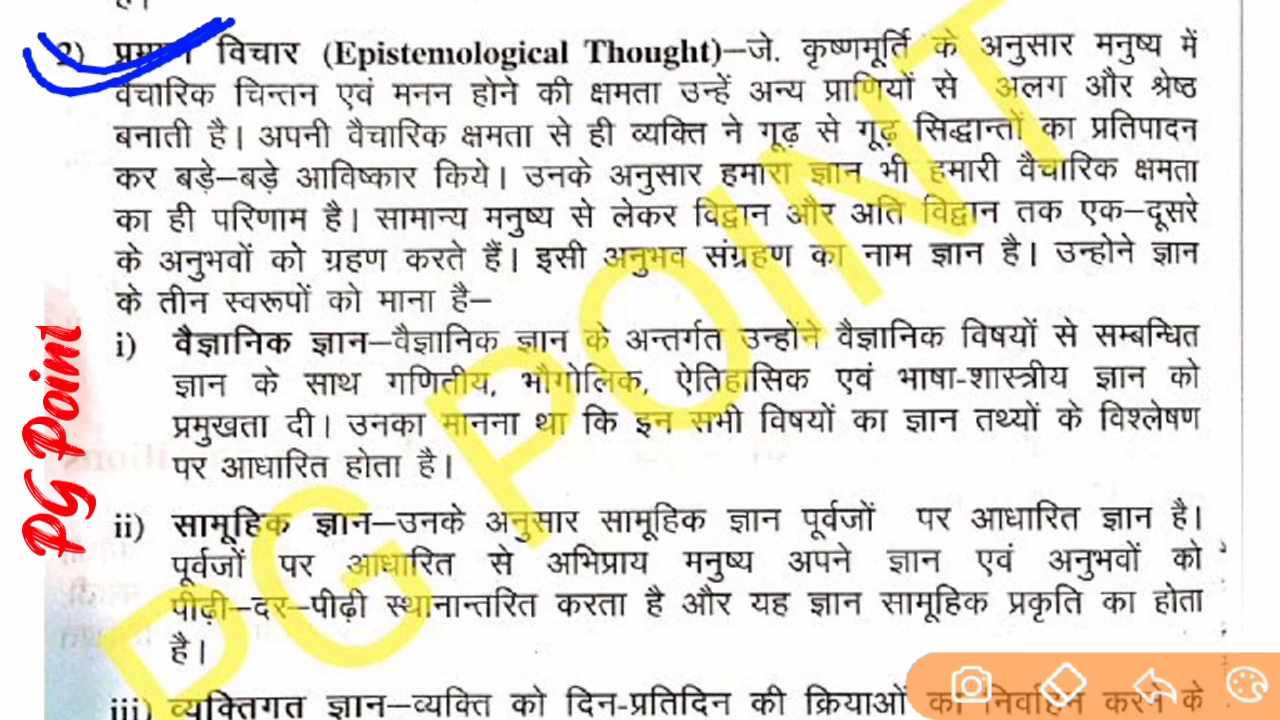 है।
2) प्रमाण विचार (Epistemological Thought)–जे. कृष्णमूर्ति के अनुसार मनुष्य में
वैचारिक चिन्तन एवं मनन होने की क्षमता उन्हें अन्य प्राणियों से अलग और श्रेष्ठ
बनाती है। अपनी वैचारिक क्षमता से ही व्यक्ति ने गूढ़ से गूढ़ सिद्धान्तों का प्रतिपादन
कर बड़े–बड़े आविष्कार किये। उनके अनुसार हमारा ज्ञान भी हमारी वैचारिक क्षमता
का ही परिणाम है। सामान्य मनुष्य से लेकर विद्वान और अति विद्वान तक एक–दूसरे
के अनुभवों को ग्रहण करते हैं। इसी अनुभव संग्रहण का नाम ज्ञान है। उन्होने ज्ञान
के तीन स्वरूपों को माना है–
i) वैज्ञानिक ज्ञान–वैज्ञानिक ज्ञान के अन्तर्गत उन्होंने वैज्ञानिक विषयों से सम्बन्धित
ज्ञान के साथ गणितीय, भौगोलिक, ऐतिहासिक एवं भाषा-शास्त्रीय ज्ञान को
प्रमुखता दी। उनका मानना था कि इन सभी विषयों का ज्ञान तथ्यों के विश्लेषण
पर आधारित होता है।
ii) सामूहिक ज्ञान–उनके अनुसार सामूहिक ज्ञान पूर्वजों पर आधारित ज्ञान है।
पूर्वजों पर आधारित से अभिप्राय मनुष्य अपने ज्ञान एवं अनुभवों को
पीढ़ी–दर–पीढ़ी स्थानान्तरित करता है और यह ज्ञान सामूहिक प्रकृति का होता
है।
iii) व्यक्तिगत ज्ञान–व्यक्ति को दिन-प्रतिदिन की क्रियाओं का निर्वाहन करने के
PG Point
PG POINT